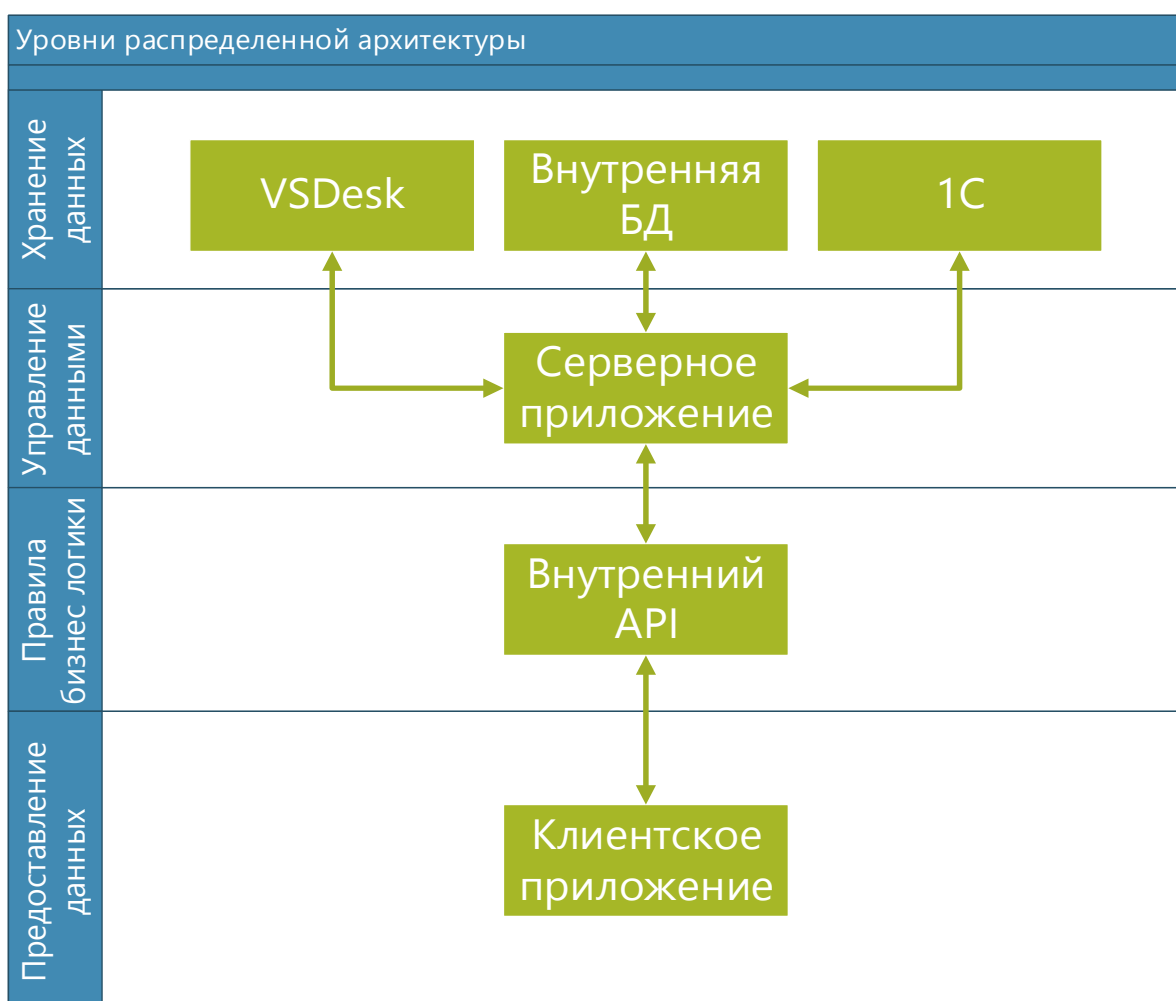 Уровни распределенной архитектуры
Хранение
данных
VSDesk
Внутренняя
БД
1С
Управление
данными
Серверное
приложение
Правила
бизнес логики
Внутренний
API
Предоставление
данных
Клиентское
приложение